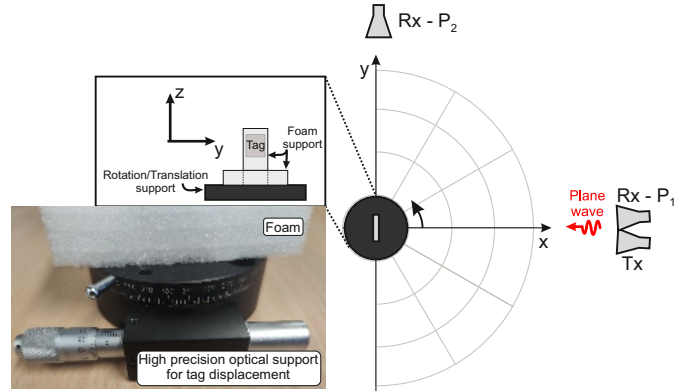 Rx - P2
y
z
y
Tag
Foam
support
Rotation/Translation
support
Foam
High precision optical support
for tag displacement
x
Plane
wave
Rx - P1
Tx